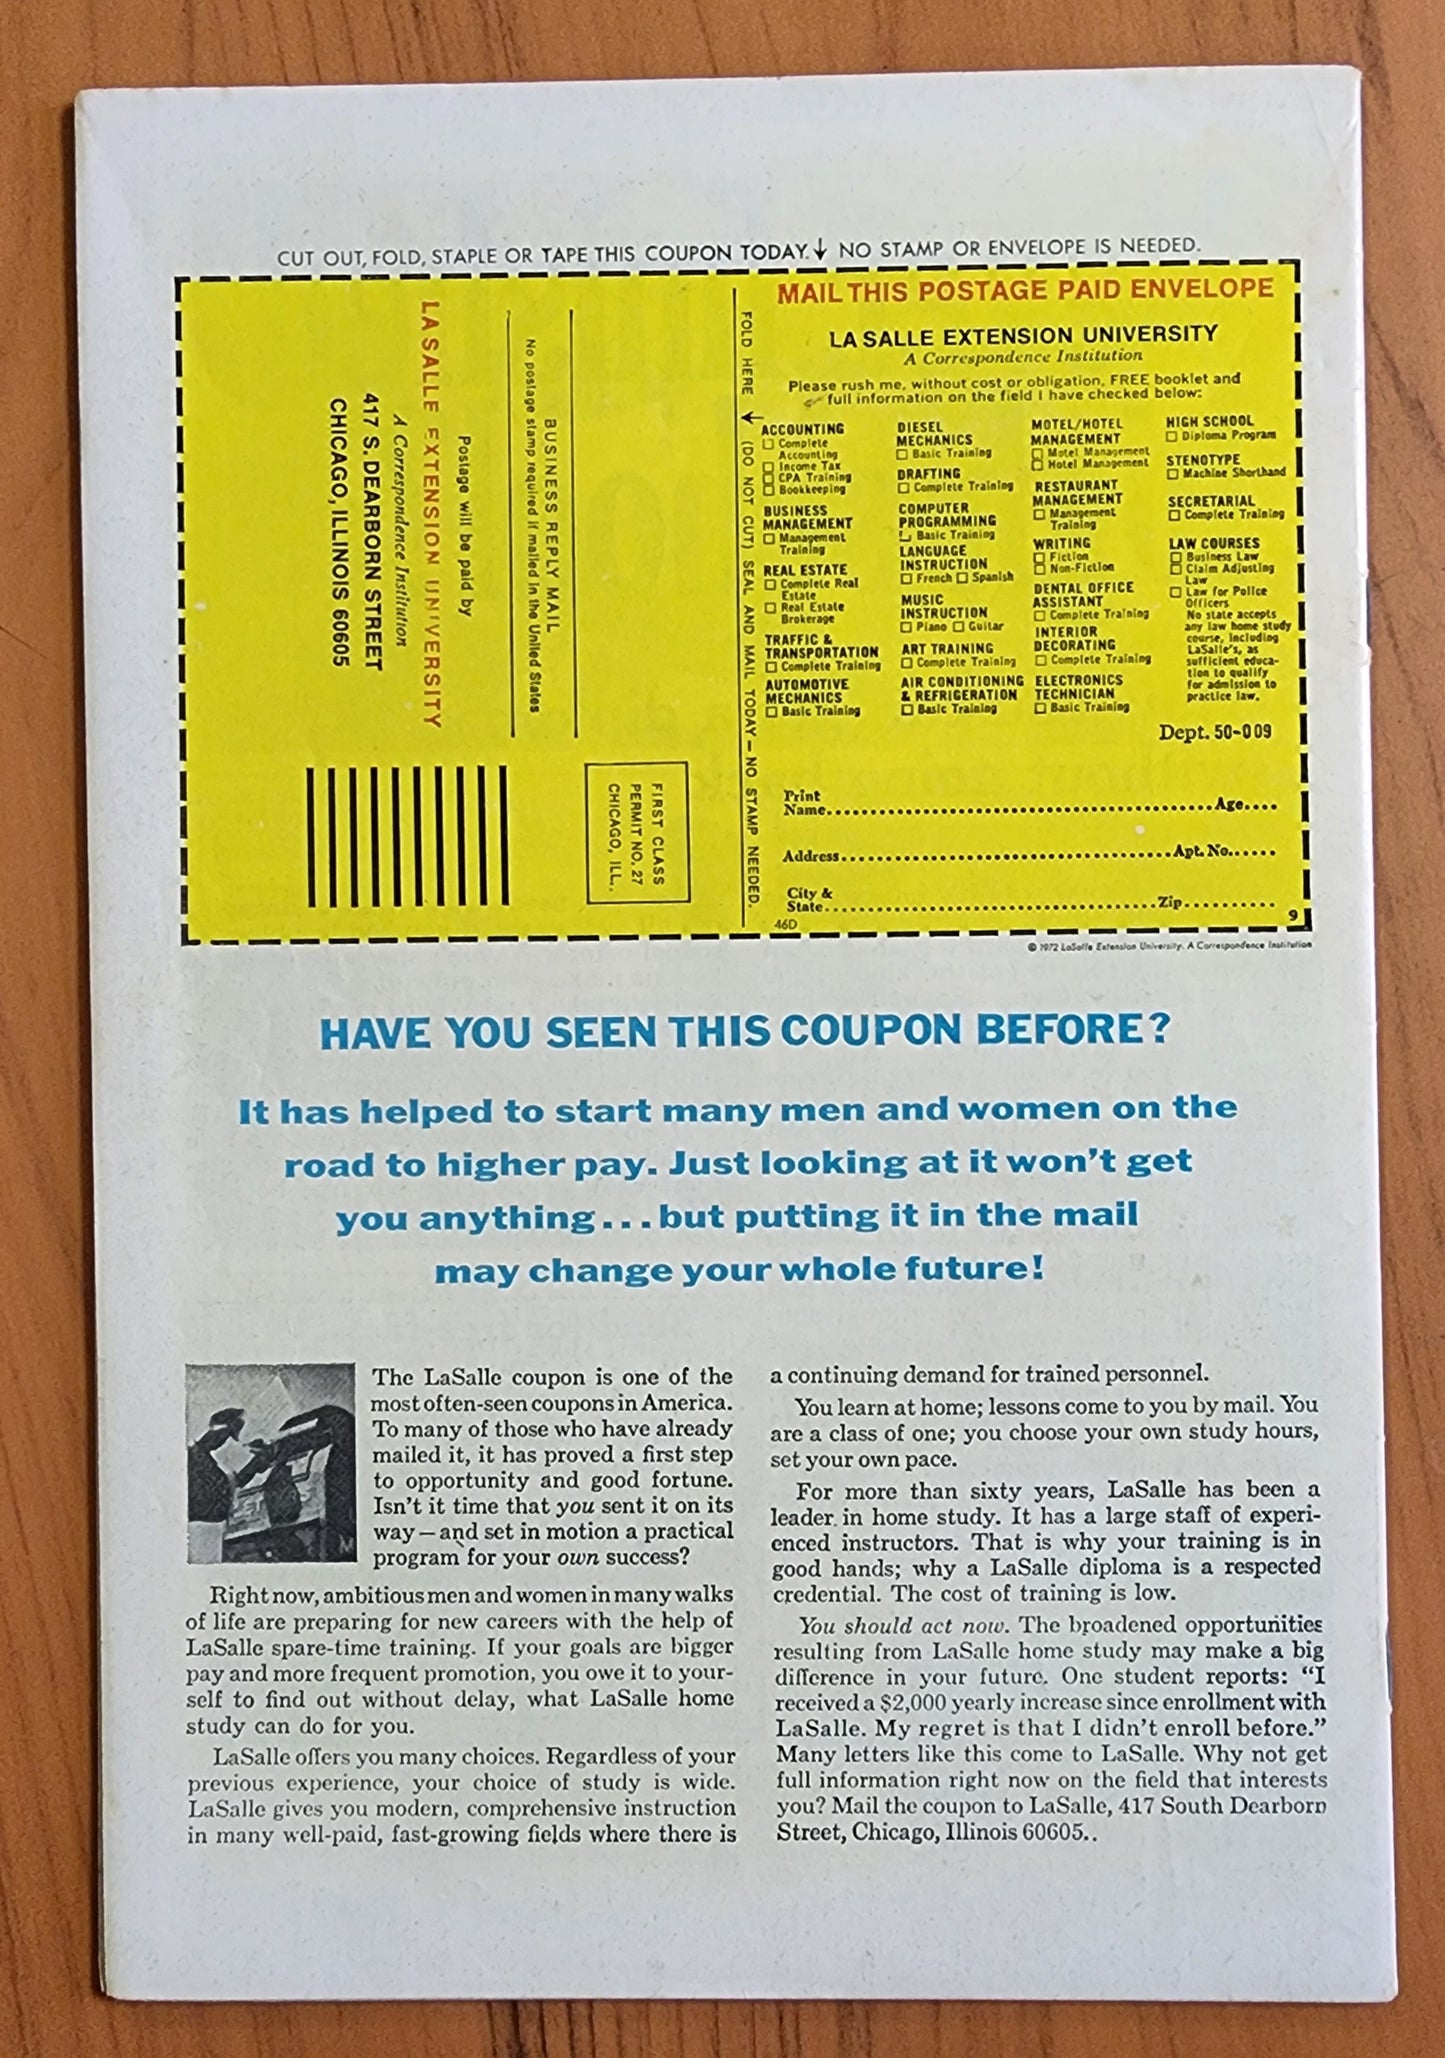 CUT OUT, FOLD, STAPLE OR TAPE THIS COUPON TODAY. ↓ NO STAMP OR ENVELOPE IS NEEDED.
FIRST CLASS
PERMIT NO. 27
CHICAGO, ILL.
BUSINESS REPLY MAIL
No postage stamp required if mailed in the United States
Postage will be paid by
LA SALLE EXTENSION UNIVERSITY
A Correspondence Institution
417 S. DEARBORN STREET
CHICAGO, ILLINOIS 60605
FOLD HERE (DO NOT CUT) SEAL AND MAIL TODAY — NO STAMP NEEDED.
MAIL THIS POSTAGE PAID ENVELOPE
LA SALLE EXTENSION UNIVERSITY
A Correspondence Institution
Please rush me, without cost or obligation, FREE booklet and
full information on the field I have checked below:
ACCOUNTING
☐ Complete
Accounting
☐ Income Tax
☐ CPA Training
☐ Bookkeeping
BUSINESS
MANAGEMENT
☐ Management
Training
REAL ESTATE
☐ Complete Real
Estate
☐ Real Estate
Brokerage
TRAFFIC &
TRANSPORTATION
☐ Complete Training
AUTOMOTIVE
MECHANICS
☐ Basic Training
DIESEL
MECHANICS
☐ Basic Training
DRAFTING
☐ Complete Training
COMPUTER
PROGRAMMING
☐ Basic Training
LANGUAGE
INSTRUCTION
☐ French ☐ Spanish
MUSIC
INSTRUCTION
☐ Piano ☐ Guitar
ART TRAINING
☐ Complete Training
AIR CONDITIONING
& REFRIGERATION
☐ Basic Training
MOTEL/HOTEL
MANAGEMENT
☐ Motel Management
☐ Hotel Management
RESTAURANT
MANAGEMENT
☐ Management
Training
WRITING
☐ Fiction
☐ Non-Fiction
DENTAL OFFICE
ASSISTANT
☐ Complete Training
INTERIOR
DECORATING
☐ Complete Training
ELECTRONICS
TECHNICIAN
☐ Basic Training
HIGH SCHOOL
☐ Diploma Program
STENOTYPE
☐ Machine Shorthand
SECRETARIAL
☐ Complete Training
LAW COURSES
☐ Business Law
☐ Claim Adjusting
Law
☐ Law for Police
Officers
No state accepts
any law home study
course, including
LaSalle's, as
sufficient educa-
tion to qualify
for admission to
practice law.
Dept. 50-009
Print
Name Age
Address Apt. No.
City &
State Zip
46D 9
© 1972 LaSalle Extension University. A Correspondence Institution
HAVE YOU SEEN THIS COUPON BEFORE?
It has helped to start many men and women on the
road to higher pay. Just looking at it won't get
you anything...but putting it in the mail
may change your whole future!
The LaSalle coupon is one of the
most often-seen coupons in America.
To many of those who have already
mailed it, it has proved a first step
to opportunity and good fortune.
Isn't it time that you sent it on its
way—and set in motion a practical
program for your own success?
Right now, ambitious men and women in many walks
of life are preparing for new careers with the help of
LaSalle spare-time training. If your goals are bigger
pay and more frequent promotion, you owe it to your-
self to find out without delay, what LaSalle home
study can do for you.
LaSalle offers you many choices. Regardless of your
previous experience, your choice of study is wide.
LaSalle gives you modern, comprehensive instruction
in many well-paid, fast-growing fields where there is
a continuing demand for trained personnel.
You learn at home; lessons come to you by mail. You
are a class of one; you choose your own study hours,
set your own pace.
For more than sixty years, LaSalle has been a
leader in home study. It has a large staff of experi-
enced instructors. That is why your training is in
good hands; why a LaSalle diploma is a respected
credential. The cost of training is low.
You should act now. The broadened opportunities
resulting from LaSalle home study may make a big
difference in your future. One student reports: "I
received a $2,000 yearly increase since enrollment with
LaSalle. My regret is that I didn't enroll before."
Many letters like this come to LaSalle. Why not get
full information right now on the field that interests
you? Mail the coupon to LaSalle, 417 South Dearborn
Street, Chicago, Illinois 60605..